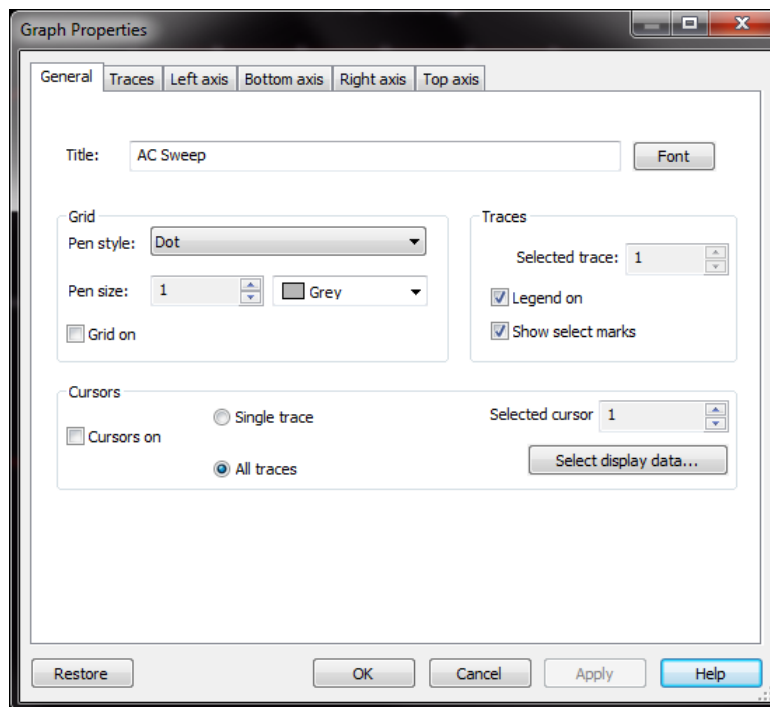 Graph Properties
General Traces Left axis Bottom axis Right axis Top axis
Title: AC Sweep Font
Grid
Pen style: Dot
Pen size: 1 Grey
Grid on
Traces
Selected trace: 1
Legend on
Show select marks
Cursors
Cursors on
Single trace
All traces
Selected cursor 1
Select display data...
Restore OK Cancel Apply Help